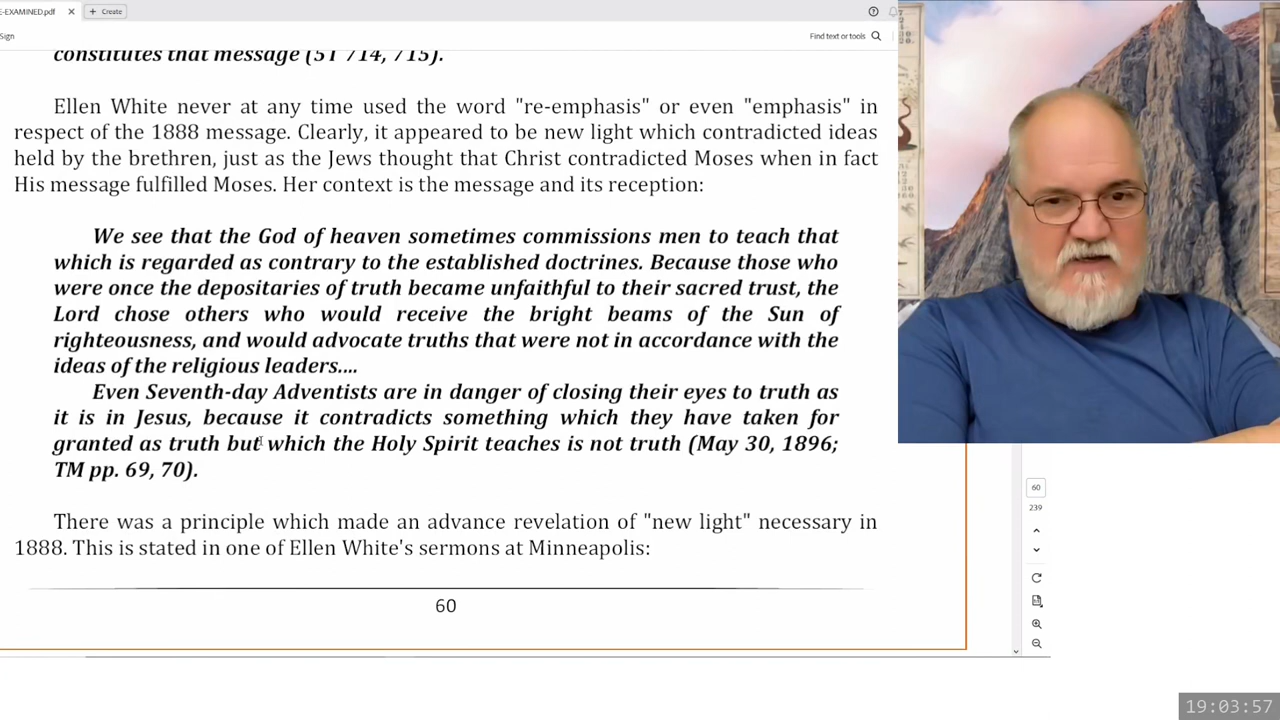 E-EXAMINED.pdf
+ Create
Sign
Find text or tools
constitutes that message (5T 714, 715).
Ellen White never at any time used the word "re-emphasis" or even "emphasis" in
respect of the 1888 message. Clearly, it appeared to be new light which contradicted ideas
held by the brethren, just as the Jews thought that Christ contradicted Moses when in fact
His message fulfilled Moses. Her context is the message and its reception:
We see that the God of heaven sometimes commissions men to teach that
which is regarded as contrary to the established doctrines. Because those who
were once the depositaries of truth became unfaithful to their sacred trust, the
Lord chose others who would receive the bright beams of the Sun of
righteousness, and would advocate truths that were not in accordance with the
ideas of the religious leaders....
Even Seventh-day Adventists are in danger of closing their eyes to truth as
it is in Jesus, because it contradicts something which they have taken for
granted as truth but which the Holy Spirit teaches is not truth (May 30, 1896;
TM pp. 69, 70).
There was a principle which made an advance revelation of "new light" necessary in
1888. This is stated in one of Ellen White's sermons at Minneapolis:
60
60
239
19:03:57